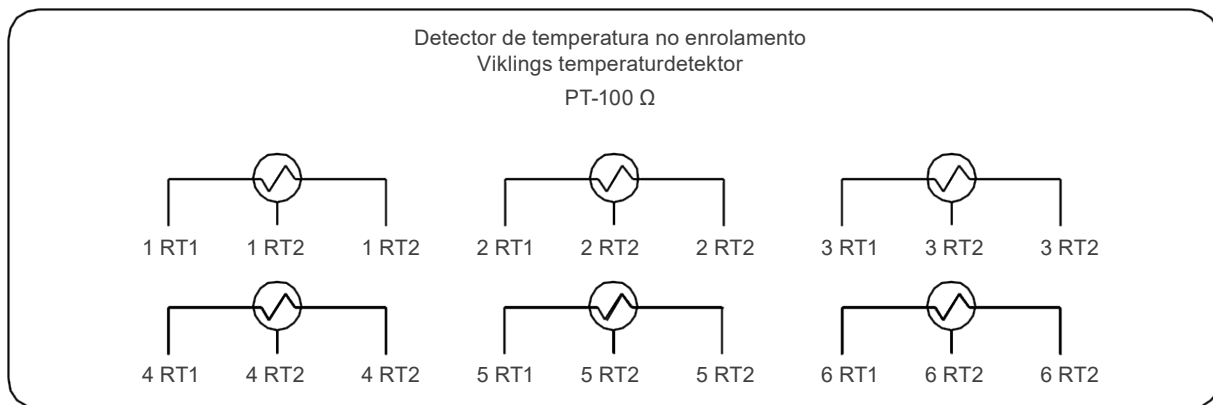 Detector de temperatura no enrolamento
Viklings temperaturdetektor
PT-100 Ω
1 RT1 1 RT2 1 RT2 2 RT1 2 RT2 2 RT2 3 RT1 3 RT2 3 RT2
4 RT1 4 RT2 4 RT2 5 RT1 5 RT2 5 RT2 6 RT1 6 RT2 6 RT2